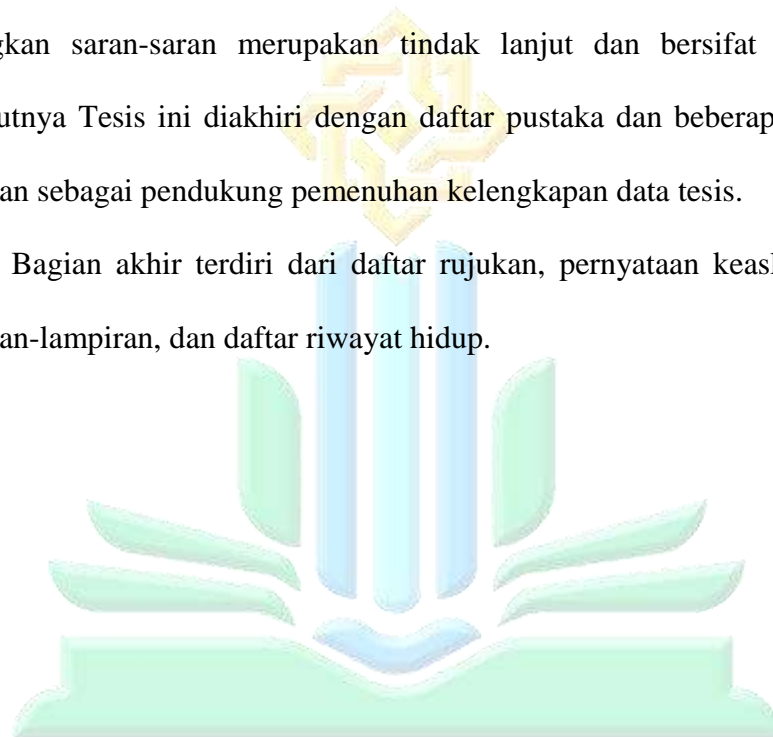 gkan saran-saran merupakan tindak lanjut dan bersifat
utnya Tesis ini diakhiri dengan daftar pustaka dan beberap
an sebagai pendukung pemenuhan kelengkapan data tesis.
Bagian akhir terdiri dari daftar rujukan, pernyataan keasl
an-lampiran, dan daftar riwayat hidup.